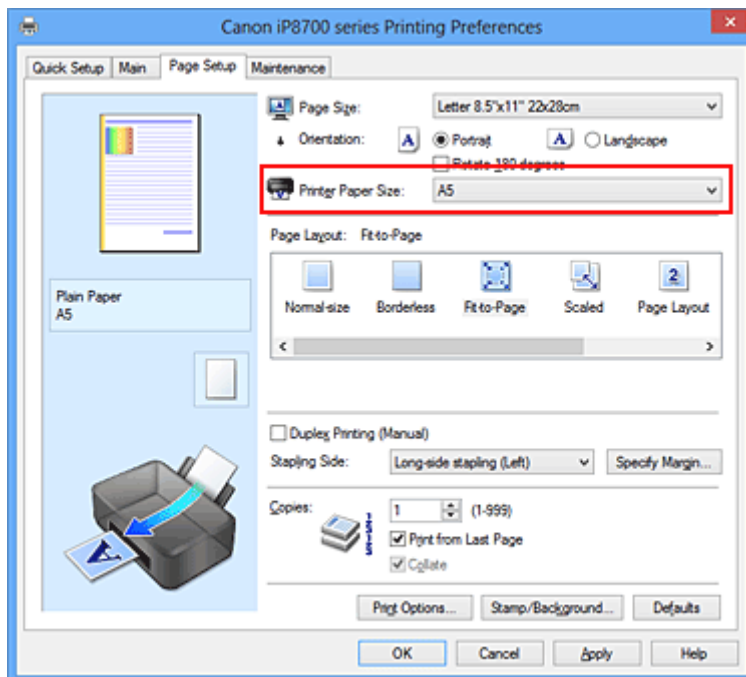 Canon iP8700 series Printing Preferences
Quick Setup Main Page Setup Maintenance
Page Size: Letter 8.5"x11" 22x28cm
Orientation: A Portrait A Landscape
Rotate 180 degrees
Printer Paper Size: A5
Page Layout: Fit-to-Page
2
Normal-size Borderless Fit-to-Page Scaled Page Layout
Plain Paper
A5
Duplex Printing (Manual)
Stapling Side: Long-side stapling (Left) Specify Margin...
Copies: 1 (1-999)
Print from Last Page
Collate
A
Print Options... Stamp/Background... Defaults
OK Cancel Apply Help